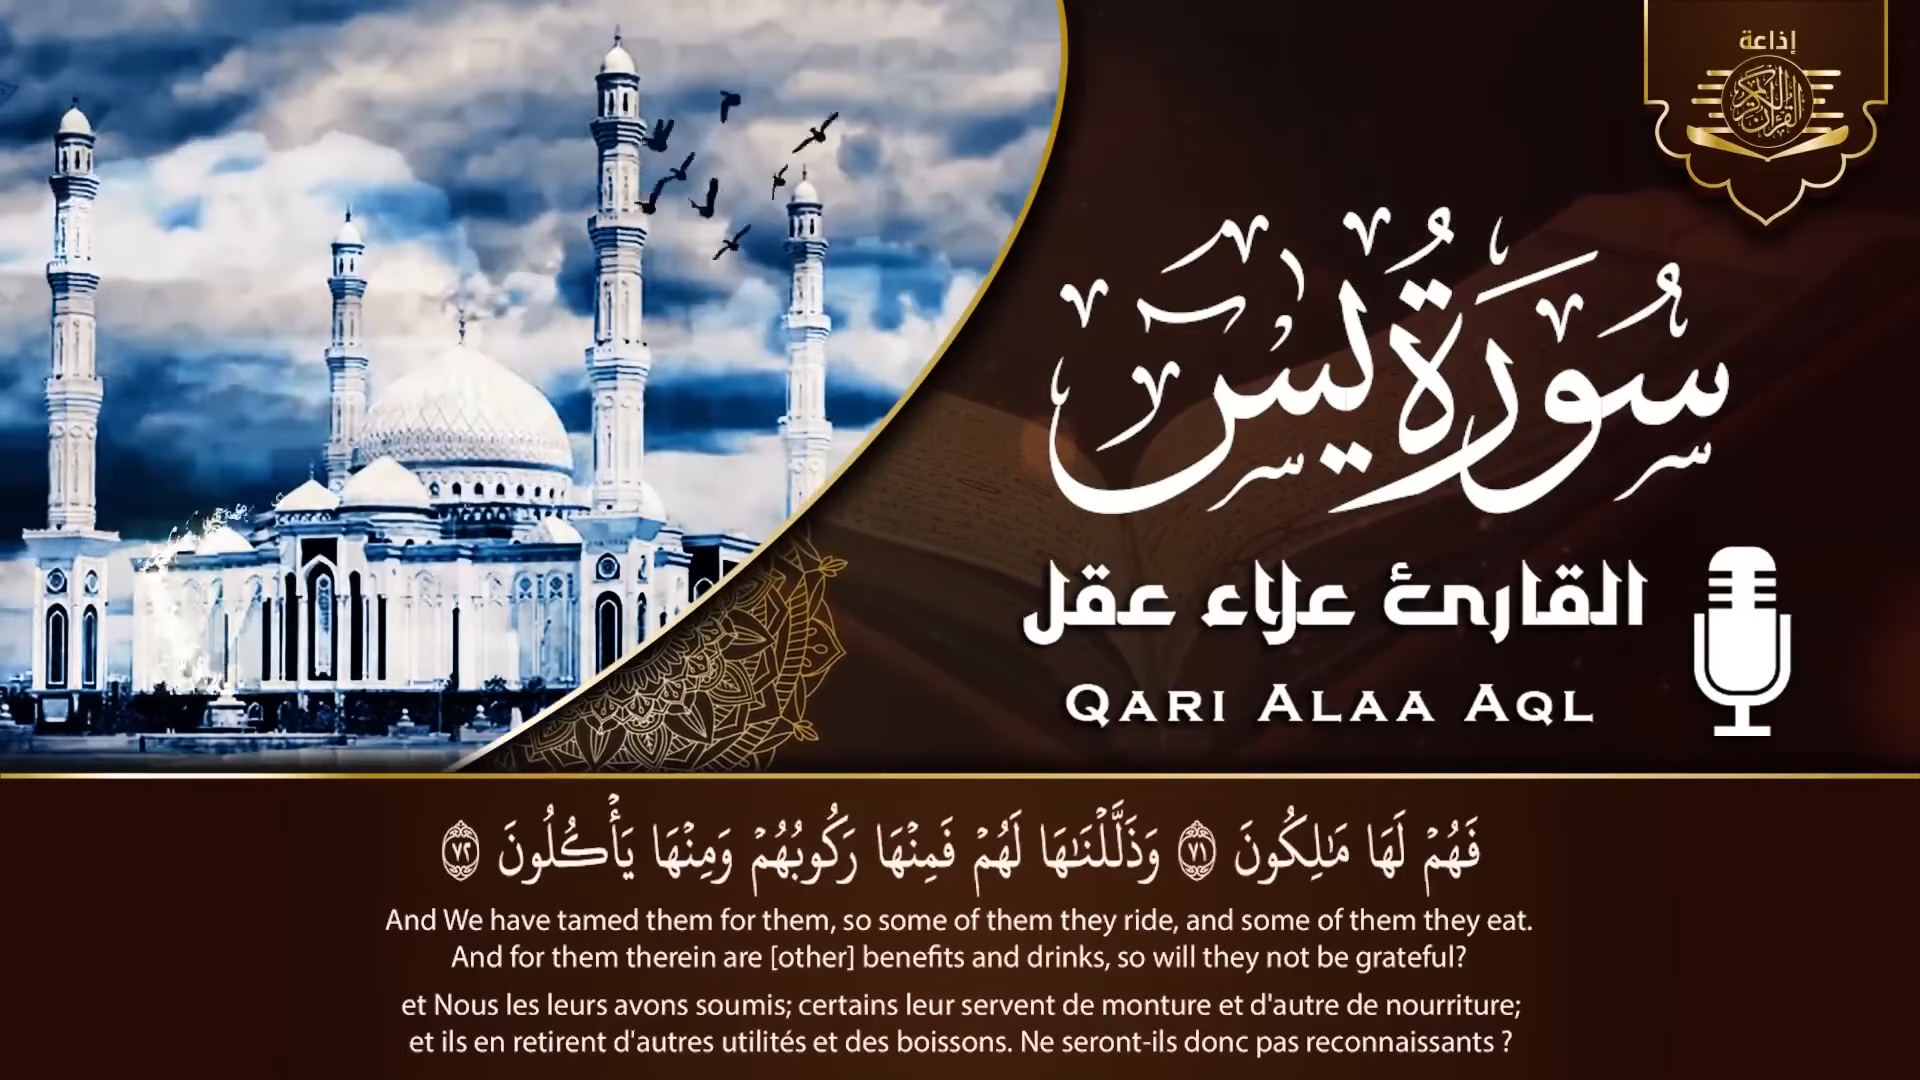 إذاعة
القرآن الكريم
سُورَةُ يسٓ
القارئ علاء عقل
QARI ALAA AQL
فَهُمۡ لَهَا مَٰلِكُونَ ٧١ وَذَلَّلۡنَٰهَا لَهُمۡ فَمِنۡهَا رَكُوبُهُمۡ وَمِنۡهَا يَأۡكُلُونَ ٧٢
And We have tamed them for them, so some of them they ride, and some of them they eat.
And for them therein are [other] benefits and drinks, so will they not be grateful?
et Nous les leurs avons soumis; certains leur servent de monture et d'autre de nourriture;
et ils en retirent d'autres utilités et des boissons. Ne seront-ils donc pas reconnaissants ?